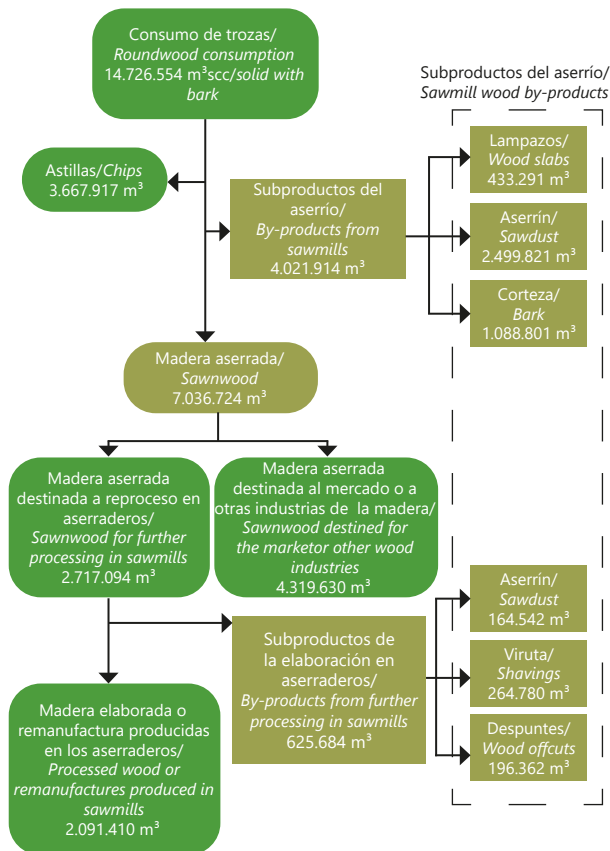 Consumo de trozas/
Roundwood consumption
14.726.554 m³scc/solid with
bark
Subproductos del aserrío/
Sawmill wood by-products
Astillas/Chips
3.667.917 m³
Subproductos del
aserrío/
By-products from
sawmills
4.021.914 m³
Lampazos/
Wood slabs
433.291 m³
Aserrín/
Sawdust
2.499.821 m³
Corteza/
Bark
1.088.801 m³
Madera aserrada/
Sawnwood
7.036.724 m³
Madera aserrada
destinada a reproceso en
aserraderos/
Sawnwood for further
processing in sawmills
2.717.094 m³
Madera aserrada
destinada al mercado o a
otras industrias de la madera/
Sawnwood destined for
the marketor other wood
industries
4.319.630 m³
Subproductos de
la elaboración en
aserraderos/
By-products from further
processing in sawmills
625.684 m³
Aserrín/
Sawdust
164.542 m³
Viruta/
Shavings
264.780 m³
Despuntes/
Wood offcuts
196.362 m³
Madera elaborada o
remanufactura producidas
en los aserraderos/
Processed wood or
remanufactures produced in
sawmills
2.091.410 m³